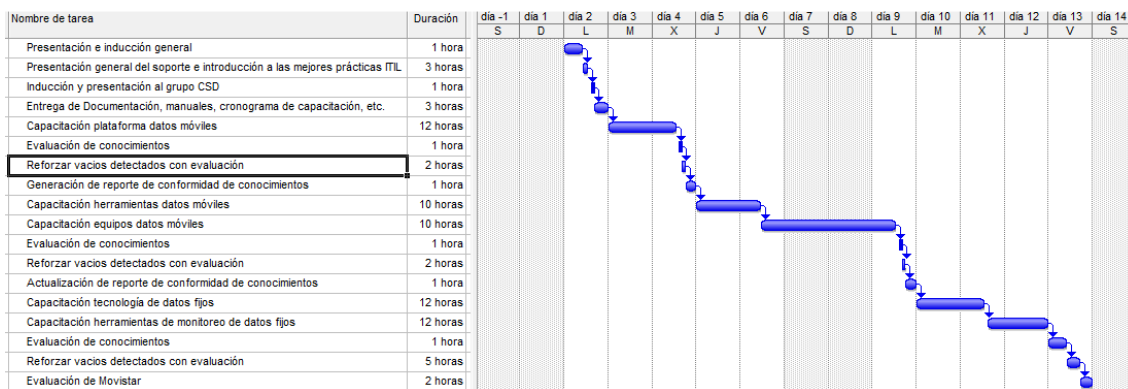 Nombre de tarea Duración día -1 día 1 día 2 día 3 día 4 día 5 día 6 día 7 día 8 día 9 día 10 día 11 día 12 día 13 día 14
S D L M X J V S D L M X J V S
Presentación e inducción general 1 hora
Presentación general del soporte e introducción a las mejores prácticas ITIL 3 horas
Inducción y presentación al grupo CSD 1 hora
Entrega de Documentación, manuales, cronograma de capacitación, etc. 3 horas
Capacitación plataforma datos móviles 12 horas
Evaluación de conocimientos 1 hora
Reforzar vacios detectados con evaluación 2 horas
Generación de reporte de conformidad de conocimientos 1 hora
Capacitación herramientas datos móviles 10 horas
Capacitación equipos datos móviles 10 horas
Evaluación de conocimientos 1 hora
Reforzar vacios detectados con evaluación 2 horas
Actualización de reporte de conformidad de conocimientos 1 hora
Capacitación tecnología de datos fijos 12 horas
Capacitación herramientas de monitoreo de datos fijos 12 horas
Evaluación de conocimientos 1 hora
Reforzar vacios detectados con evaluación 5 horas
Evaluación de Movistar 2 horas